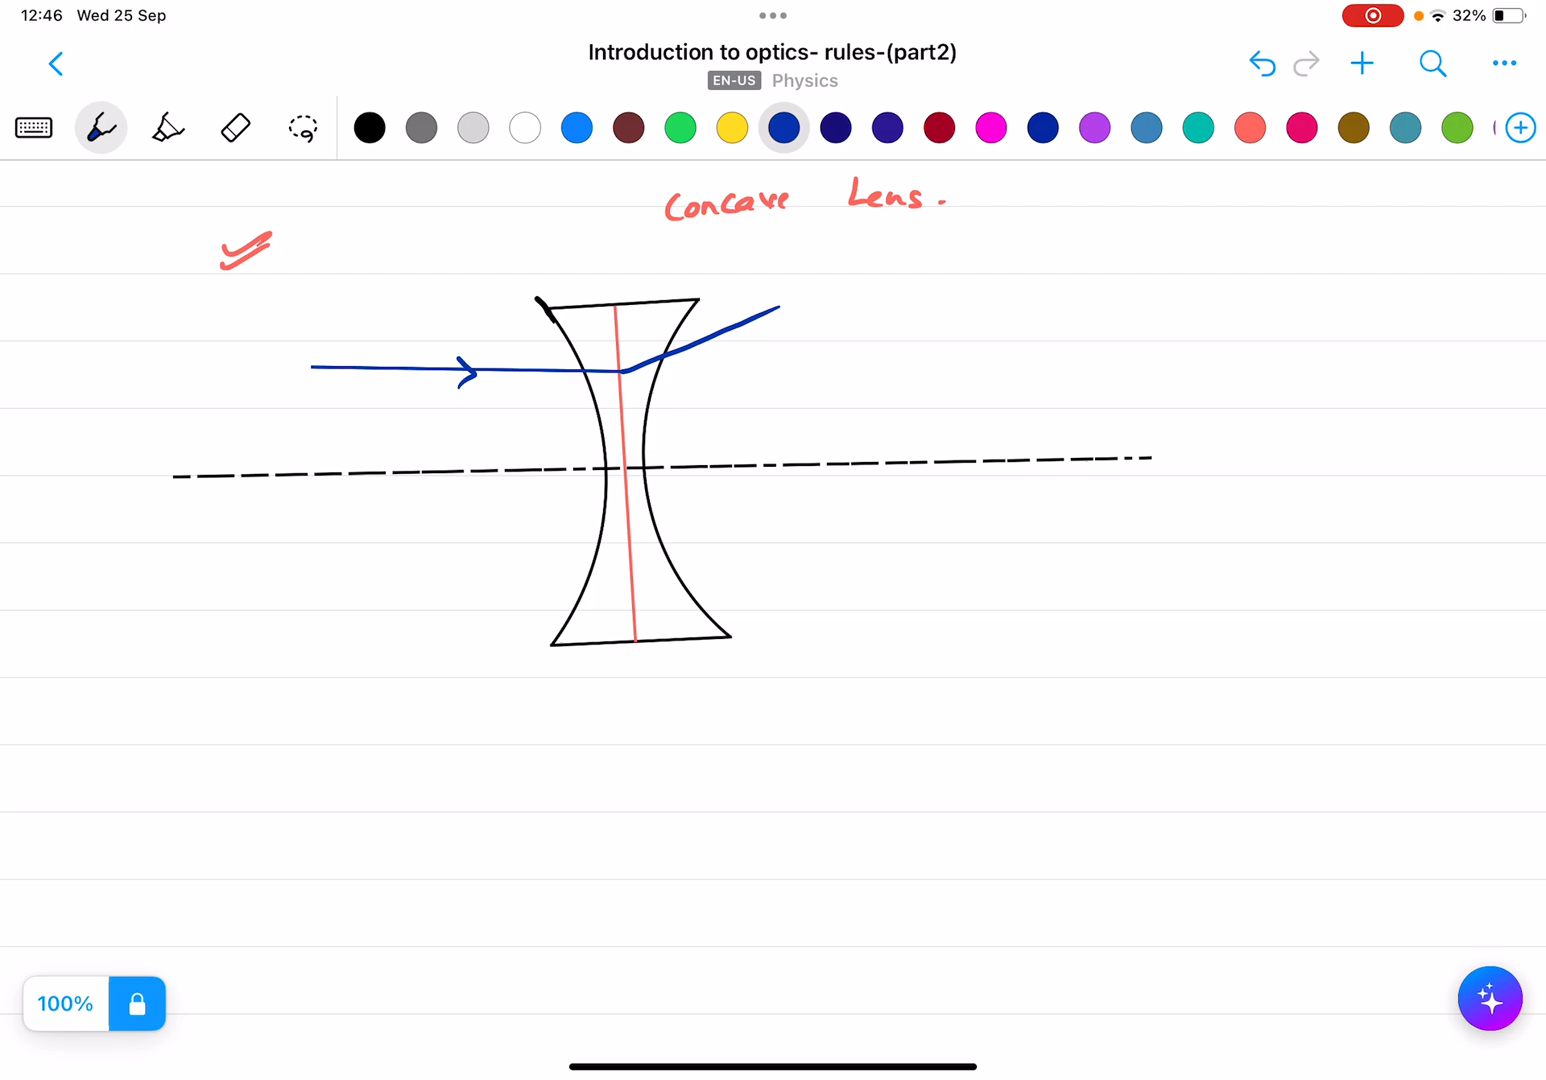 12:46 Wed 25 Sep
32%
Introduction to optics- rules-(part2)
EN-US Physics
Concave Lens.
100%